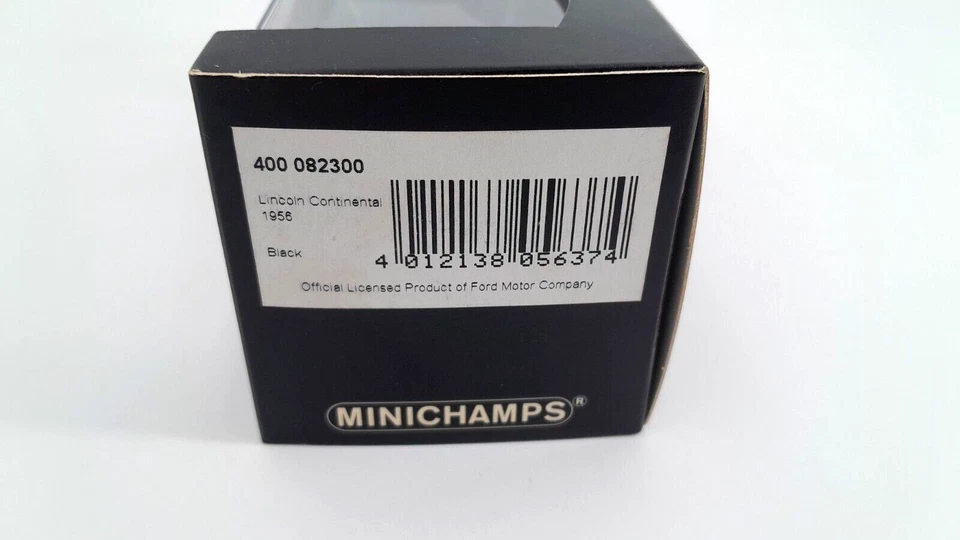 400 082300
Lincoln Continental
1956
Black
4 012138 056374
Official Licensed Product of Ford Motor Company
MINICHAMPS®